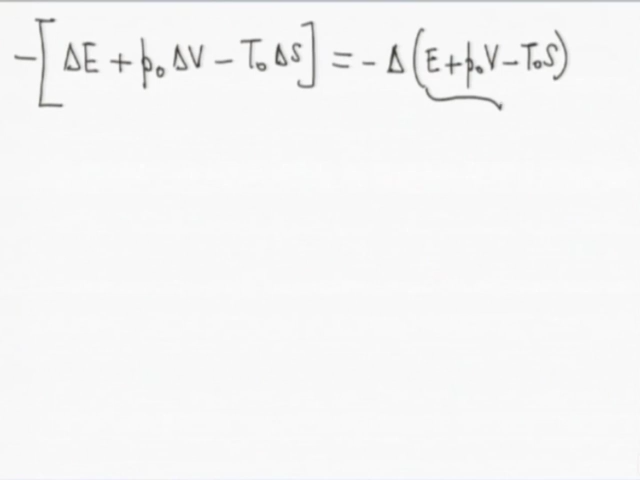 -[ΔE + p₀ΔV - T₀ΔS] = -Δ(E+p₀V-T₀S)